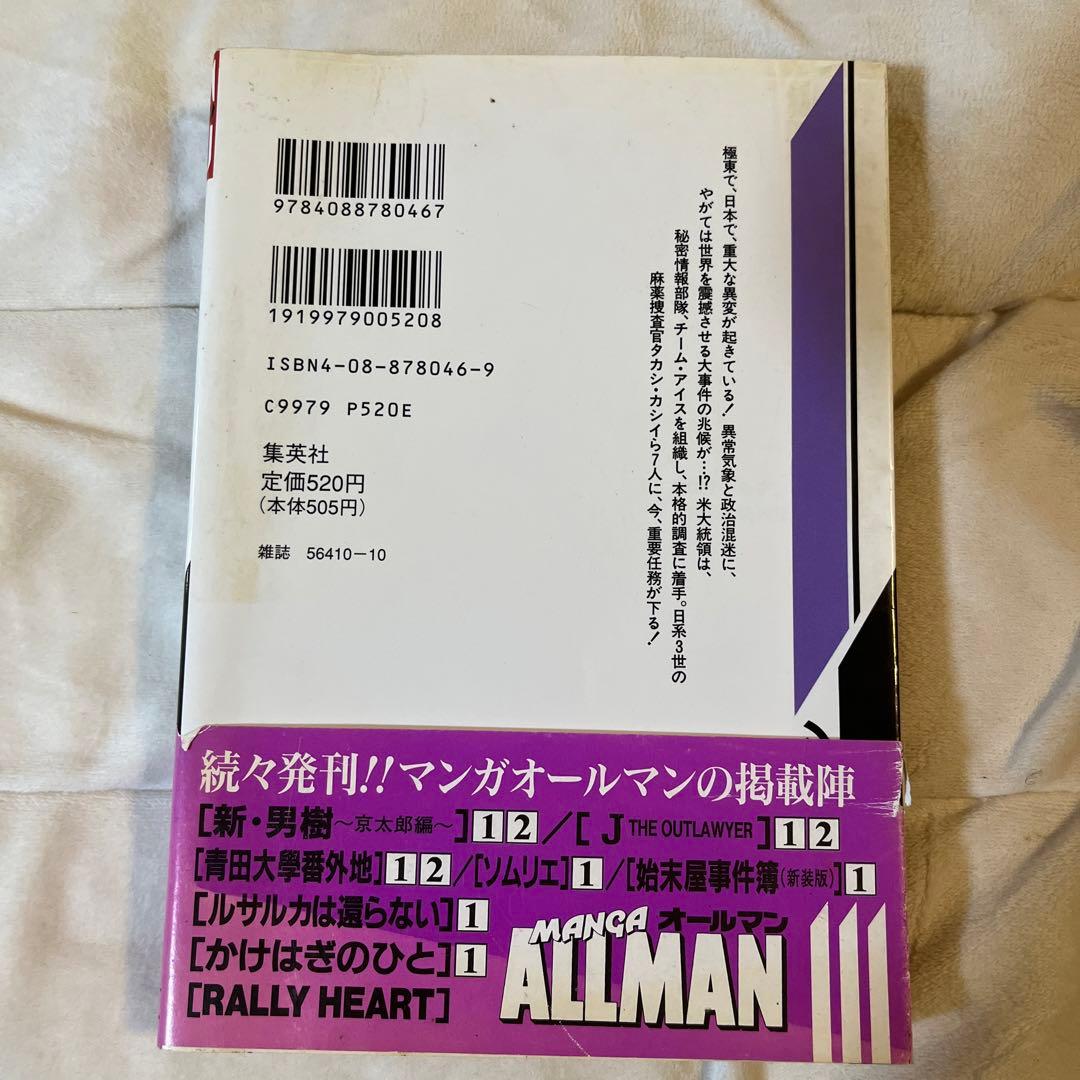 9784088780467
1919979005208
ISBN4-08-878046-9
C9979 P520E
集英社
定価520円
(本体505円)
雑誌 56410-10
極東で、日本で、重大な異変が起きている! 異常気象と政治混迷に、
やがては世界を震撼させる大事件の兆候が…!? 米大統領は、
秘密情報部隊、チーム・アイスを組織し、本格的調査に着手。日系3世の
麻薬捜査官タカシ・カシイら7人に、今、重要任務が下る!
続々発刊!!マンガオールマンの掲載陣
[新・男樹~京太郎編~]12/[J THE OUTLAWYER]12
[青田大學番外地]12/[ソムリエ]1/[始末屋事件簿(新装版)]1
[ルサルカは還らない]1
[かけはぎのひと]1
[RALLY HEART]
MANGA オールマン
ALLMAN